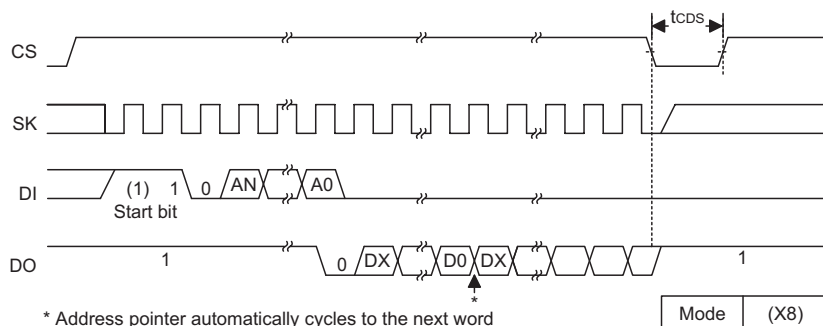 tCDS
CS
SK
DI
(1) 1 0 AN A0
Start bit
DO
1 0 DX D0 DX 1
*
* Address pointer automatically cycles to the next word
Mode (X8)